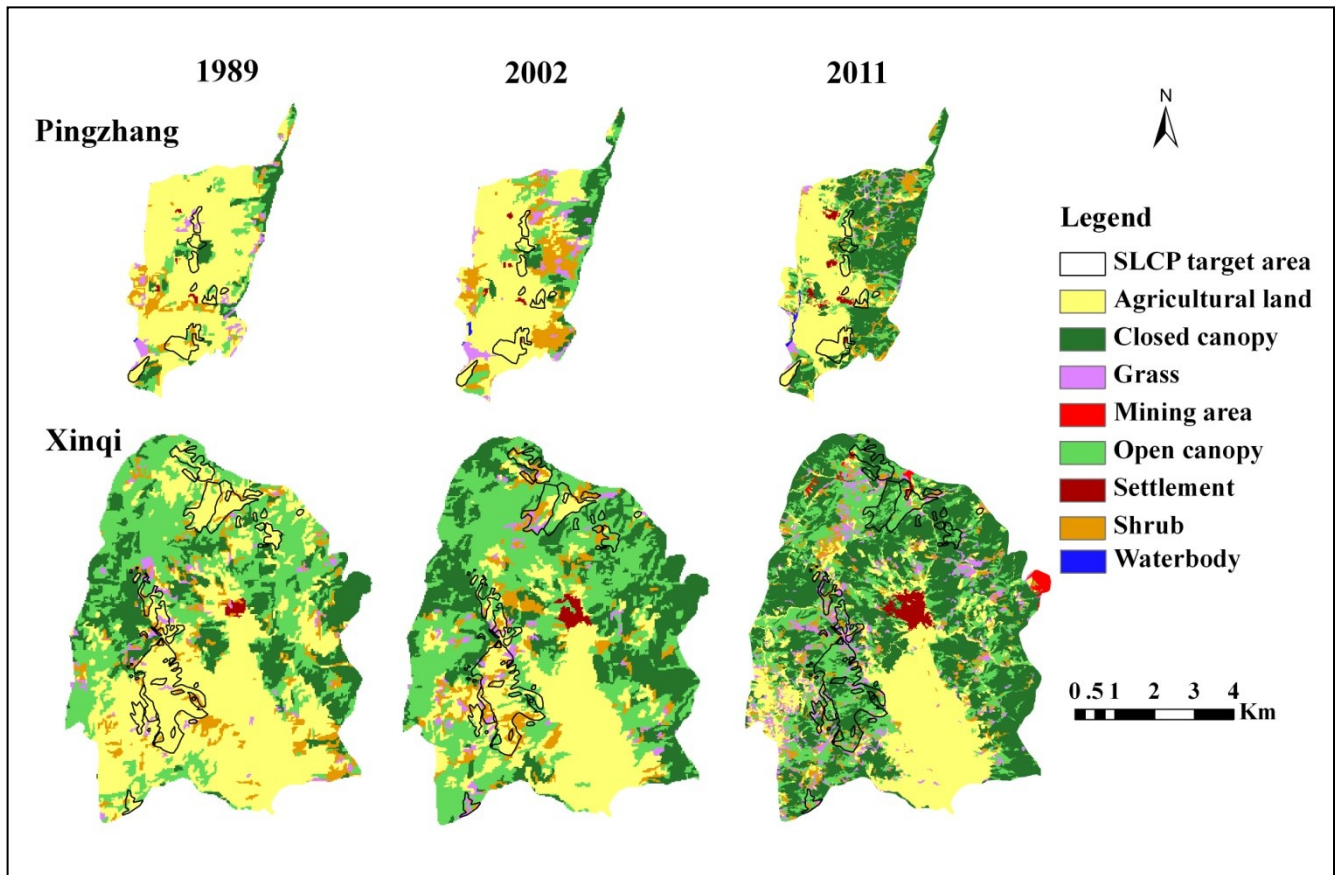 1989 2002 2011
N
Pingzhang
Legend
SLCP target area
Agricultural land
Closed canopy
Grass
Xinqi
Mining area
Open canopy
Settlement
Shrub
Waterbody
0 .5 1 2 3 4
Km